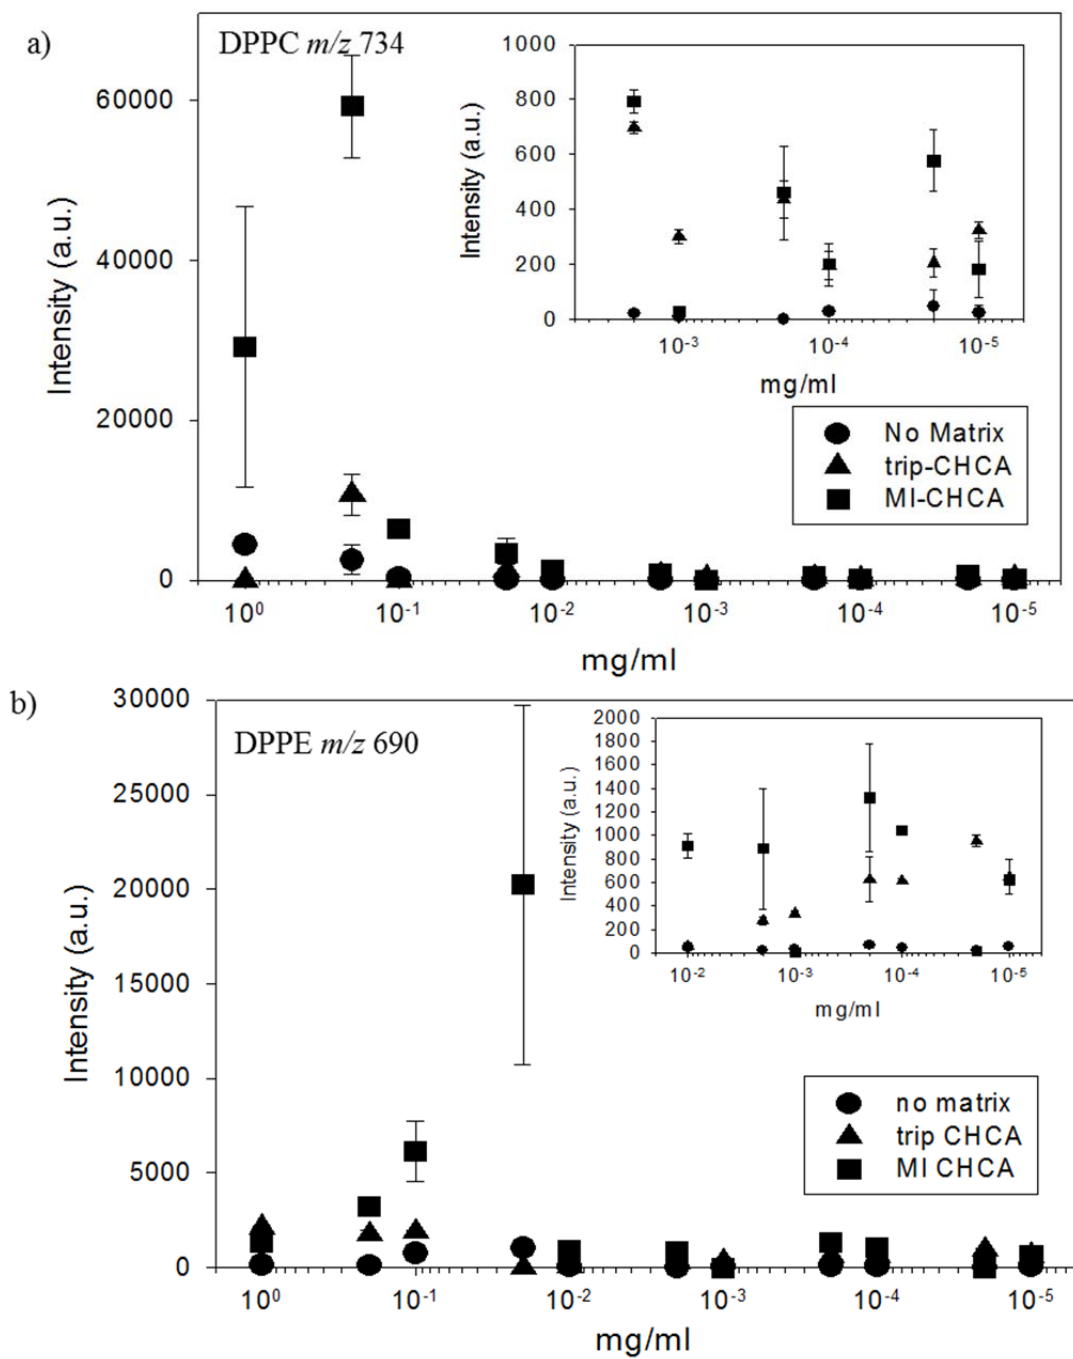 a)
DPPC m/z 734
Intensity (a.u.)
60000
40000
20000
0
10⁰
10⁻¹
10⁻²
10⁻³
10⁻⁴
10⁻⁵
mg/ml
Intensity (a.u.)
1000
800
600
400
200
0
10⁻³
10⁻⁴
10⁻⁵
mg/ml
No Matrix
trip-CHCA
MI-CHCA
b)
DPPE m/z 690
Intensity (a.u.)
30000
25000
20000
15000
10000
5000
0
10⁰
10⁻¹
10⁻²
10⁻³
10⁻⁴
10⁻⁵
mg/ml
Intensity (a.u.)
2000
1800
1600
1400
1200
1000
800
600
400
200
0
10⁻²
10⁻³
10⁻⁴
10⁻⁵
mg/ml
no matrix
trip CHCA
MI CHCA